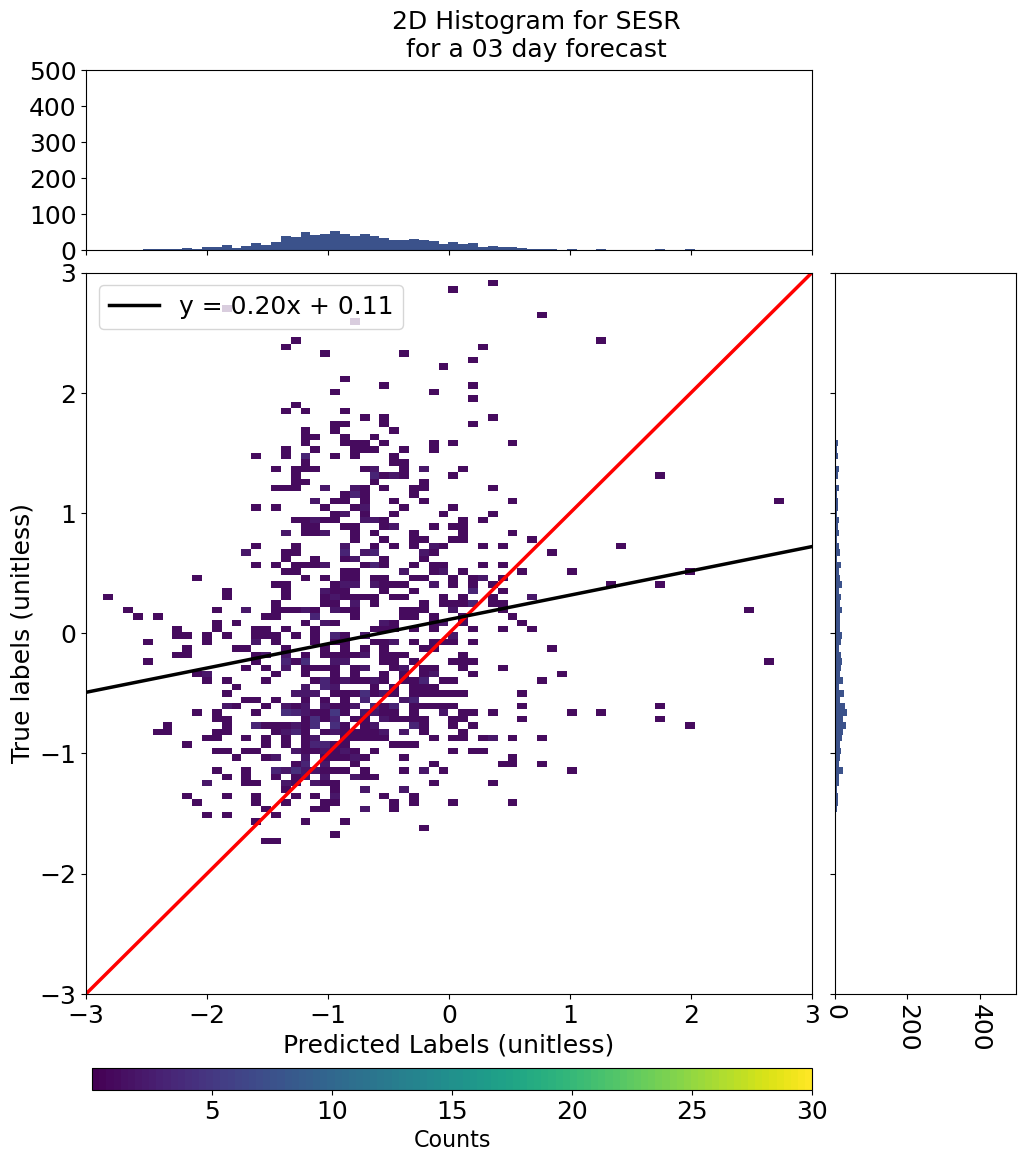 2D Histogram for SESR
for a 03 day forecast
500
400
300
200
100
0
3
2
1
0
−1
−2
−3
True labels (unitless)
y = 0.20x + 0.11
−3 −2 −1 0 1 2 3
Predicted Labels (unitless)
0 200 400
5 10 15 20 25 30
Counts